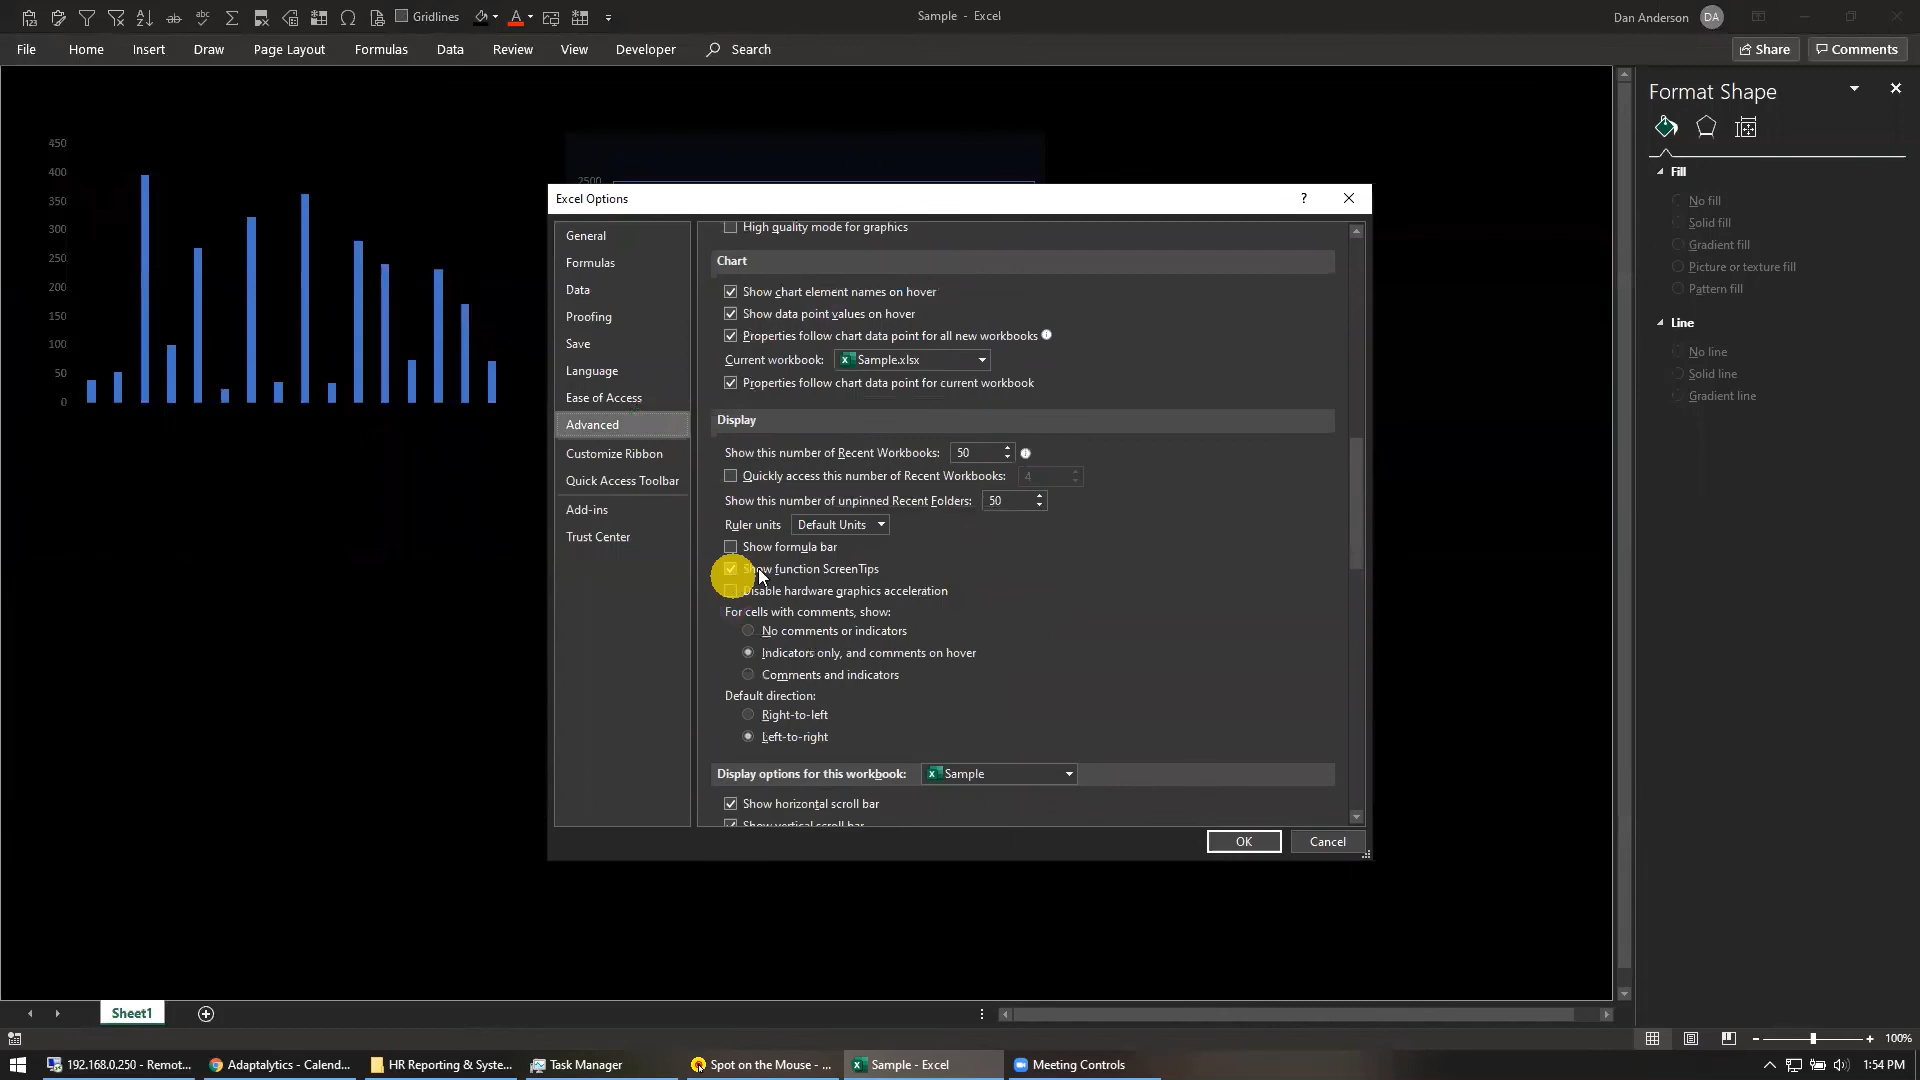 Gridlines
Sample - Excel
Dan Anderson DA
File Home Insert Draw Page Layout Formulas Data Review View Developer Search
Share Comments
450
400
350
300
250
200
150
100
50
0
2500
Excel Options ?
General
Formulas
Data
Proofing
Save
Language
Ease of Access
Advanced
Customize Ribbon
Quick Access Toolbar
Add-ins
Trust Center
High quality mode for graphics
Chart
Show chart element names on hover
Show data point values on hover
Properties follow chart data point for all new workbooks
Current workbook: Sample.xlsx
Properties follow chart data point for current workbook
Display
Show this number of Recent Workbooks: 50
Quickly access this number of Recent Workbooks: 4
Show this number of unpinned Recent Folders: 50
Ruler units Default Units
Show formula bar
Show function ScreenTips
Disable hardware graphics acceleration
For cells with comments, show:
No comments or indicators
Indicators only, and comments on hover
Comments and indicators
Default direction:
Right-to-left
Left-to-right
Display options for this workbook: Sample
Show horizontal scroll bar
Show vertical scroll bar
OK Cancel
Format Shape
Fill
No fill
Solid fill
Gradient fill
Picture or texture fill
Pattern fill
Line
No line
Solid line
Gradient line
Sheet1
100%
192.168.0.250 - Remot... Adaptalytics - Calend... HR Reporting & Syste... Task Manager Spot on the Mouse - ... Sample - Excel Meeting Controls 1:54 PM